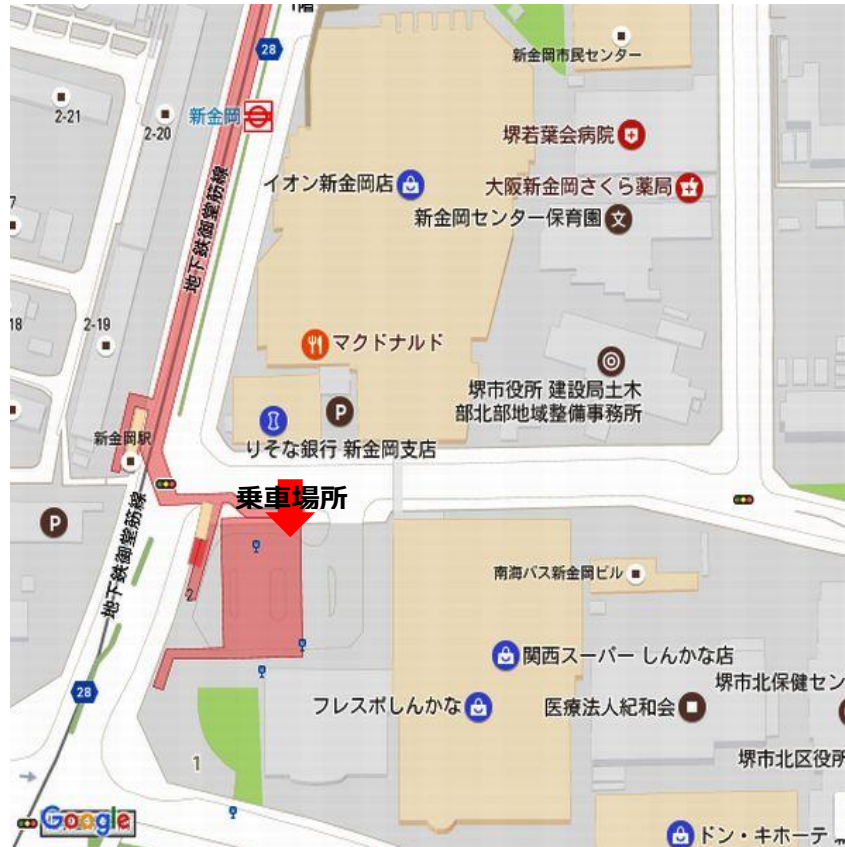 1階
28
新金岡市民センター
2-21
2-20
新金岡
堺若葉会病院
イオン新金岡店
大阪新金岡さくら薬局
地下鉄御堂筋線
新金岡センター保育園
文
7
18
2-19
マクドナルド
堺市役所 建設局土木
部北部地域整備事務所
P
新金岡駅
りそな銀行 新金岡支店
乗車場所
P
地下鉄御堂筋線
南海バス新金岡ビル
2
関西スーパー しんかな店
28
フレスポしんかな
医療法人紀和会
堺市北保健セン
堺市北区役所
1
Google
ドン・キホーテ